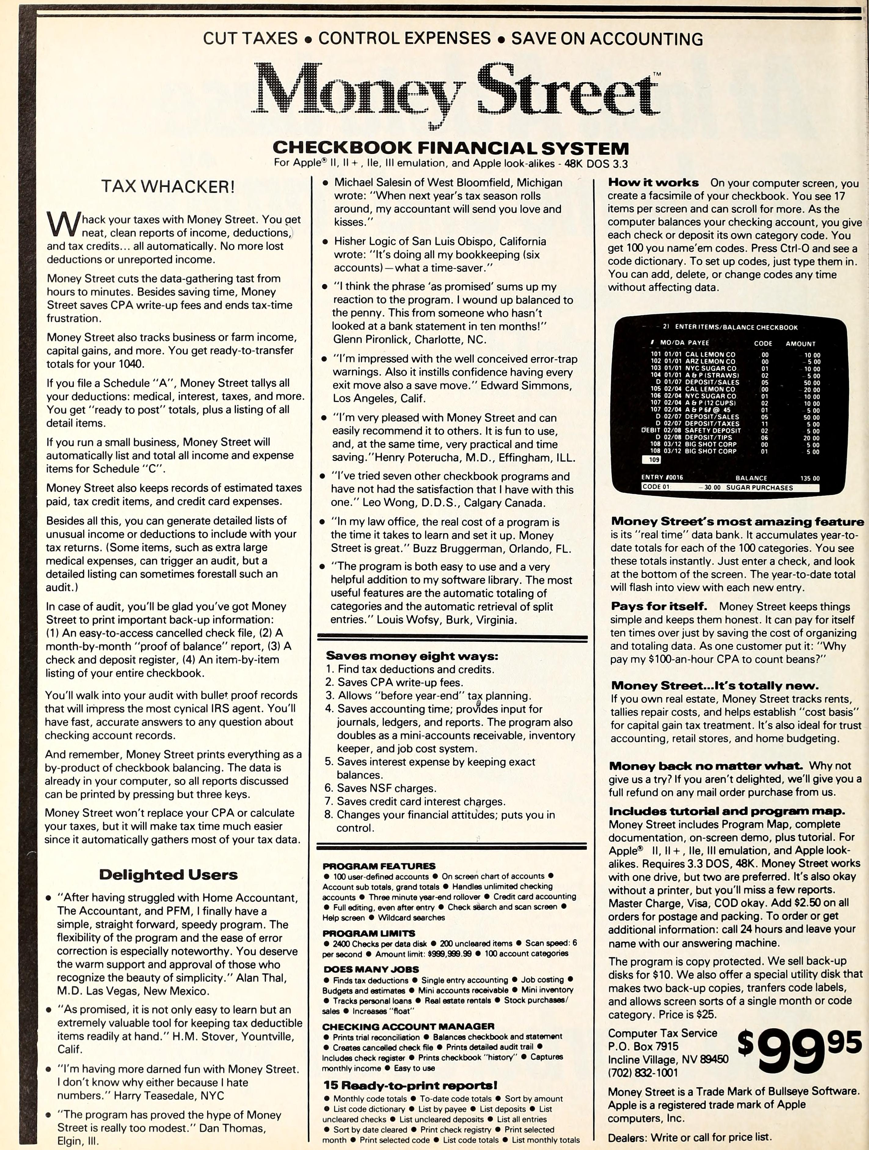 CUT TAXES • CONTROL EXPENSES • SAVE ON ACCOUNTING
Money Street™
CHECKBOOK FINANCIAL SYSTEM
For Apple® II, II + , IIe, III emulation, and Apple look-alikes - 48K DOS 3.3
TAX WHACKER!
Whack your taxes with Money Street. You get
neat, clean reports of income, deductions,
and tax credits... all automatically. No more lost
deductions or unreported income.
Money Street cuts the data-gathering tast from
hours to minutes. Besides saving time, Money
Street saves CPA write-up fees and ends tax-time
frustration.
Money Street also tracks business or farm income,
capital gains, and more. You get ready-to-transfer
totals for your 1040.
If you file a Schedule "A", Money Street tallys all
your deductions: medical, interest, taxes, and more.
You get "ready to post" totals, plus a listing of all
detail items.
If you run a small business, Money Street will
automatically list and total all income and expense
items for Schedule "C".
Money Street also keeps records of estimated taxes
paid, tax credit items, and credit card expenses.
Besides all this, you can generate detailed lists of
unusual income or deductions to include with your
tax returns. (Some items, such as extra large
medical expenses, can trigger an audit, but a
detailed listing can sometimes forestall such an
audit.)
In case of audit, you'll be glad you've got Money
Street to print important back-up information:
(1) An easy-to-access cancelled check file, (2) A
month-by-month "proof of balance" report, (3) A
check and deposit register, (4) An item-by-item
listing of your entire checkbook.
You'll walk into your audit with bullet proof records
that will impress the most cynical IRS agent. You'll
have fast, accurate answers to any question about
checking account records.
And remember, Money Street prints everything as a
by-product of checkbook balancing. The data is
already in your computer, so all reports discussed
can be printed by pressing but three keys.
Money Street won't replace your CPA or calculate
your taxes, but it will make tax time much easier
since it automatically gathers most of your tax data.
Delighted Users
• "After having struggled with Home Accountant,
The Accountant, and PFM, I finally have a
simple, straight forward, speedy program. The
flexibility of the program and the ease of error
correction is especially noteworthy. You deserve
the warm support and approval of those who
recognize the beauty of simplicity." Alan Thal,
M.D. Las Vegas, New Mexico.
• "As promised, it is not only easy to learn but an
extremely valuable tool for keeping tax deductible
items readily at hand." H.M. Stover, Yountville,
Calif.
• "I'm having more darned fun with Money Street.
I don't know why either because I hate
numbers." Harry Teasedale, NYC
• "The program has proved the hype of Money
Street is really too modest." Dan Thomas,
Elgin, Ill.
• Michael Salesin of West Bloomfield, Michigan
wrote: "When next year's tax season rolls
around, my accountant will send you love and
kisses."
• Hisher Logic of San Luis Obispo, California
wrote: "It's doing all my bookkeeping (six
accounts)—what a time-saver."
• "I think the phrase 'as promised' sums up my
reaction to the program. I wound up balanced to
the penny. This from someone who hasn't
looked at a bank statement in ten months!"
Glenn Pironlick, Charlotte, NC.
• "I'm impressed with the well conceived error-trap
warnings. Also it instills confidence having every
exit move also a save move." Edward Simmons,
Los Angeles, Calif.
• "I'm very pleased with Money Street and can
easily recommend it to others. It is fun to use,
and, at the same time, very practical and time
saving."Henry Poterucha, M.D., Effingham, ILL.
• "I've tried seven other checkbook programs and
have not had the satisfaction that I have with this
one." Leo Wong, D.D.S., Calgary Canada.
• "In my law office, the real cost of a program is
the time it takes to learn and set it up. Money
Street is great." Buzz Bruggerman, Orlando, FL.
• "The program is both easy to use and a very
helpful addition to my software library. The most
useful features are the automatic totaling of
categories and the automatic retrieval of split
entries." Louis Wofsy, Burk, Virginia.
Saves money eight ways:
1. Find tax deductions and credits.
2. Saves CPA write-up fees.
3. Allows "before year-end" tax planning.
4. Saves accounting time; provides input for
journals, ledgers, and reports. The program also
doubles as a mini-accounts receivable, inventory
keeper, and job cost system.
5. Saves interest expense by keeping exact
balances.
6. Saves NSF charges.
7. Saves credit card interest charges.
8. Changes your financial attitudes; puts you in
control.
PROGRAM FEATURES
• 100 user-defined accounts • On screen chart of accounts •
Account sub totals, grand totals • Handles unlimited checking
accounts • Three minute year-end rollover • Credit card accounting
• Full editing, even after entry • Check search and scan screen •
Help screen • Wildcard searches
PROGRAM LIMITS
• 2400 Checks per data disk • 200 uncleared items • Scan speed: 6
per second • Amount limit: $999,999.99 • 100 account categories
DOES MANY JOBS
• Finds tax deductions • Single entry accounting • Job costing •
Budgets and estimates • Mini accounts receivable • Mini inventory
• Tracks personal loans • Real estate rentals • Stock purchases/
sales • Increases "float"
CHECKING ACCOUNT MANAGER
• Prints trial reconciliation • Balances checkbook and statement
• Creates cancelled check file • Prints detailed audit trail •
Includes check register • Prints checkbook "history" • Captures
monthly income • Easy to use
15 Ready-to-print reports!
• Monthly code totals • To-date code totals • Sort by amount
• List code dictionary • List by payee • List deposits • List
uncleared checks • List uncleared deposits • List all entries
• Sort by date cleared • Print check registry • Print selected
month • Print selected code • List code totals • List monthly totals
How it works On your computer screen, you
create a facsimile of your checkbook. You see 17
items per screen and can scroll for more. As the
computer balances your checking account, you give
each check or deposit its own category code. You
get 100 you name'em codes. Press Ctrl-O and see a
code dictionary. To set up codes, just type them in.
You can add, delete, or change codes any time
without affecting data.
2) ENTER ITEMS/BALANCE CHECKBOOK
# MO/DA PAYEE CODE AMOUNT
101 01/01 CAL LEMON CO 00 - 10 00
102 01/01 ARZ LEMON CO 00 - 5 00
103 01/01 NYC SUGAR CO 01 - 10 00
104 01/01 A & P (STRAWS) 02 - 5 00
D 01/07 DEPOSIT/SALES 05 50 00
105 02/04 CAL LEMON CO 00 - 20 00
106 02/04 NYC SUGAR CO 01 10 00
107 02/04 A & P (12 CUPS) 02 10 00
107 02/04 A & P 6# @ 45 01 5 00
D 02/07 DEPOSIT/SALES 05 50 00
D 02/07 DEPOSIT/TAXES 11 5 00
DEBIT 02/08 SAFETY DEPOSIT 02 5 00
D 02/08 DEPOSIT/TIPS 06 20 00
108 03/12 BIG SHOT CORP 00 5 00
108 03/12 BIG SHOT CORP 01 5 00
109
ENTRY #0016 BALANCE 135 00
CODE 01 - 30 00 SUGAR PURCHASES
Money Street's most amazing feature
is its "real time" data bank. It accumulates year-to-
date totals for each of the 100 categories. You see
these totals instantly. Just enter a check, and look
at the bottom of the screen. The year-to-date total
will flash into view with each new entry.
Pays for itself. Money Street keeps things
simple and keeps them honest. It can pay for itself
ten times over just by saving the cost of organizing
and totaling data. As one customer put it: "Why
pay my $100-an-hour CPA to count beans?"
Money Street...It's totally new.
If you own real estate, Money Street tracks rents,
tallies repair costs, and helps establish "cost basis"
for capital gain tax treatment. It's also ideal for trust
accounting, retail stores, and home budgeting.
Money back no matter what. Why not
give us a try? If you aren't delighted, we'll give you a
full refund on any mail order purchase from us.
Includes tutorial and program map.
Money Street includes Program Map, complete
documentation, on-screen demo, plus tutorial. For
Apple® II, II + , IIe, III emulation, and Apple look-
alikes. Requires 3.3 DOS, 48K. Money Street works
with one drive, but two are preferred. It's also okay
without a printer, but you'll miss a few reports.
Master Charge, Visa, COD okay. Add $2.50 on all
orders for postage and packing. To order or get
additional information: call 24 hours and leave your
name with our answering machine.
The program is copy protected. We sell back-up
disks for $10. We also offer a special utility disk that
makes two back-up copies, tranfers code labels,
and allows screen sorts of a single month or code
category. Price is $25.
Computer Tax Service
P.O. Box 7915
Incline Village, NV 89450
(702) 832-1001
$99 95
Money Street is a Trade Mark of Bullseye Software.
Apple is a registered trade mark of Apple
computers, Inc.
Dealers: Write or call for price list.